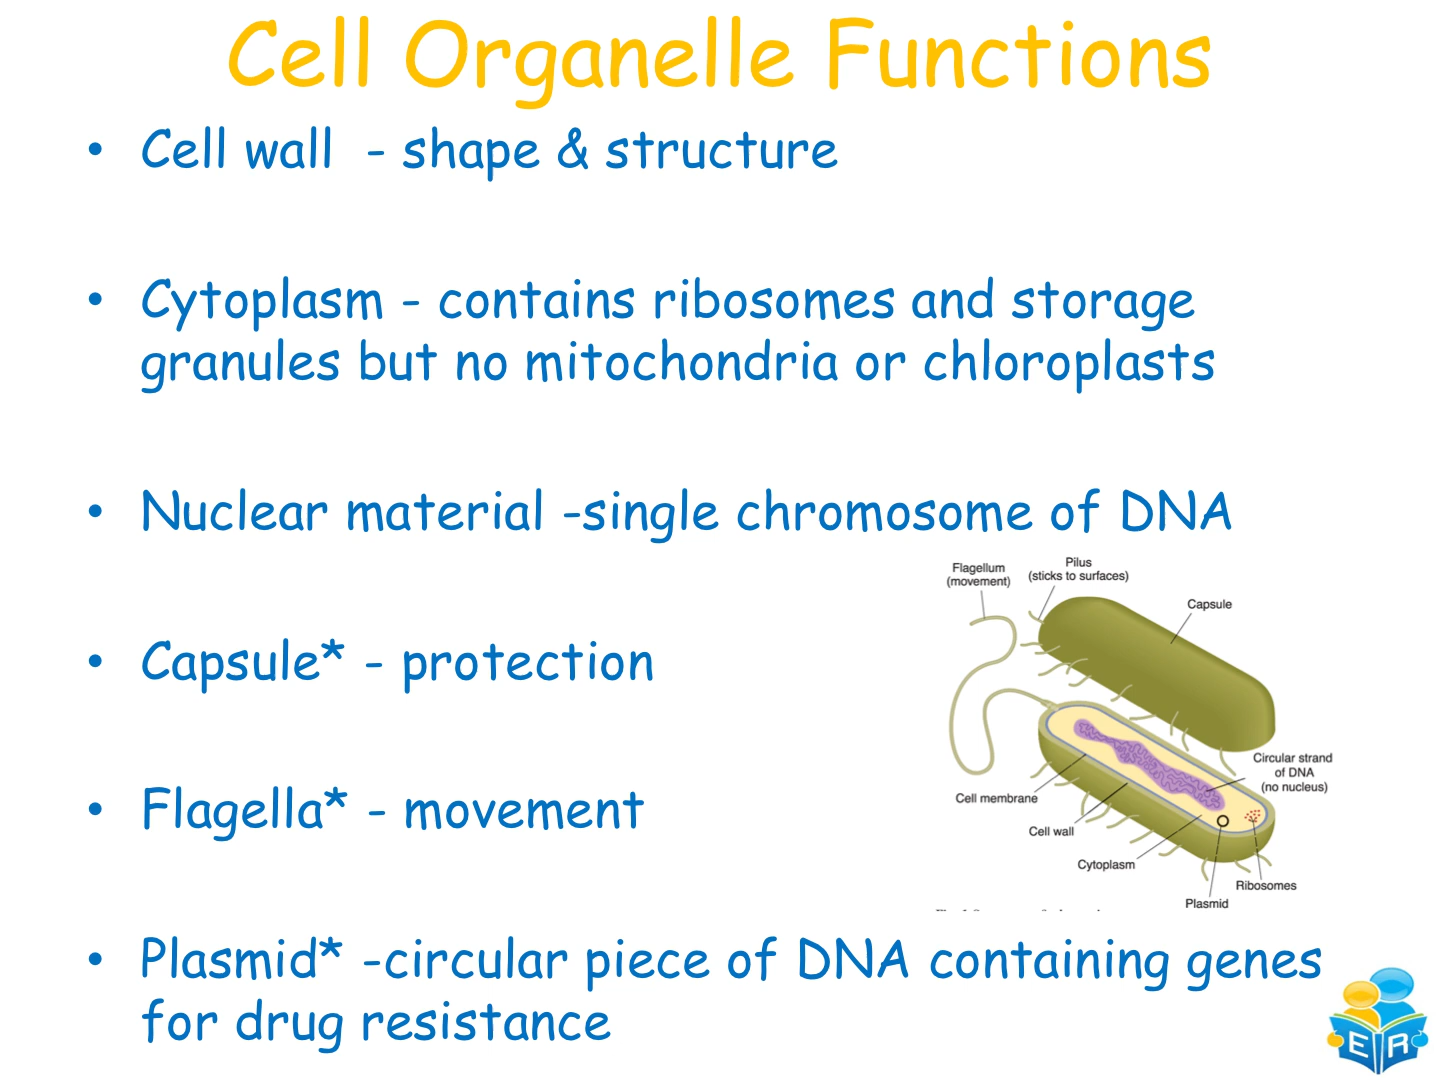 Cell Organelle Functions
• Cell wall - shape & structure
• Cytoplasm - contains ribosomes and storage
granules but no mitochondria or chloroplasts
• Nuclear material -single chromosome of DNA
• Capsule* - protection
• Flagella* - movement
• Plasmid* -circular piece of DNA containing genes
for drug resistance
Flagellum
(movement)
Pilus
(sticks to surfaces)
Capsule
Circular strand
of DNA
(no nucleus)
Cell membrane
Cell wall
Cytoplasm
Ribosomes
Plasmid
E R